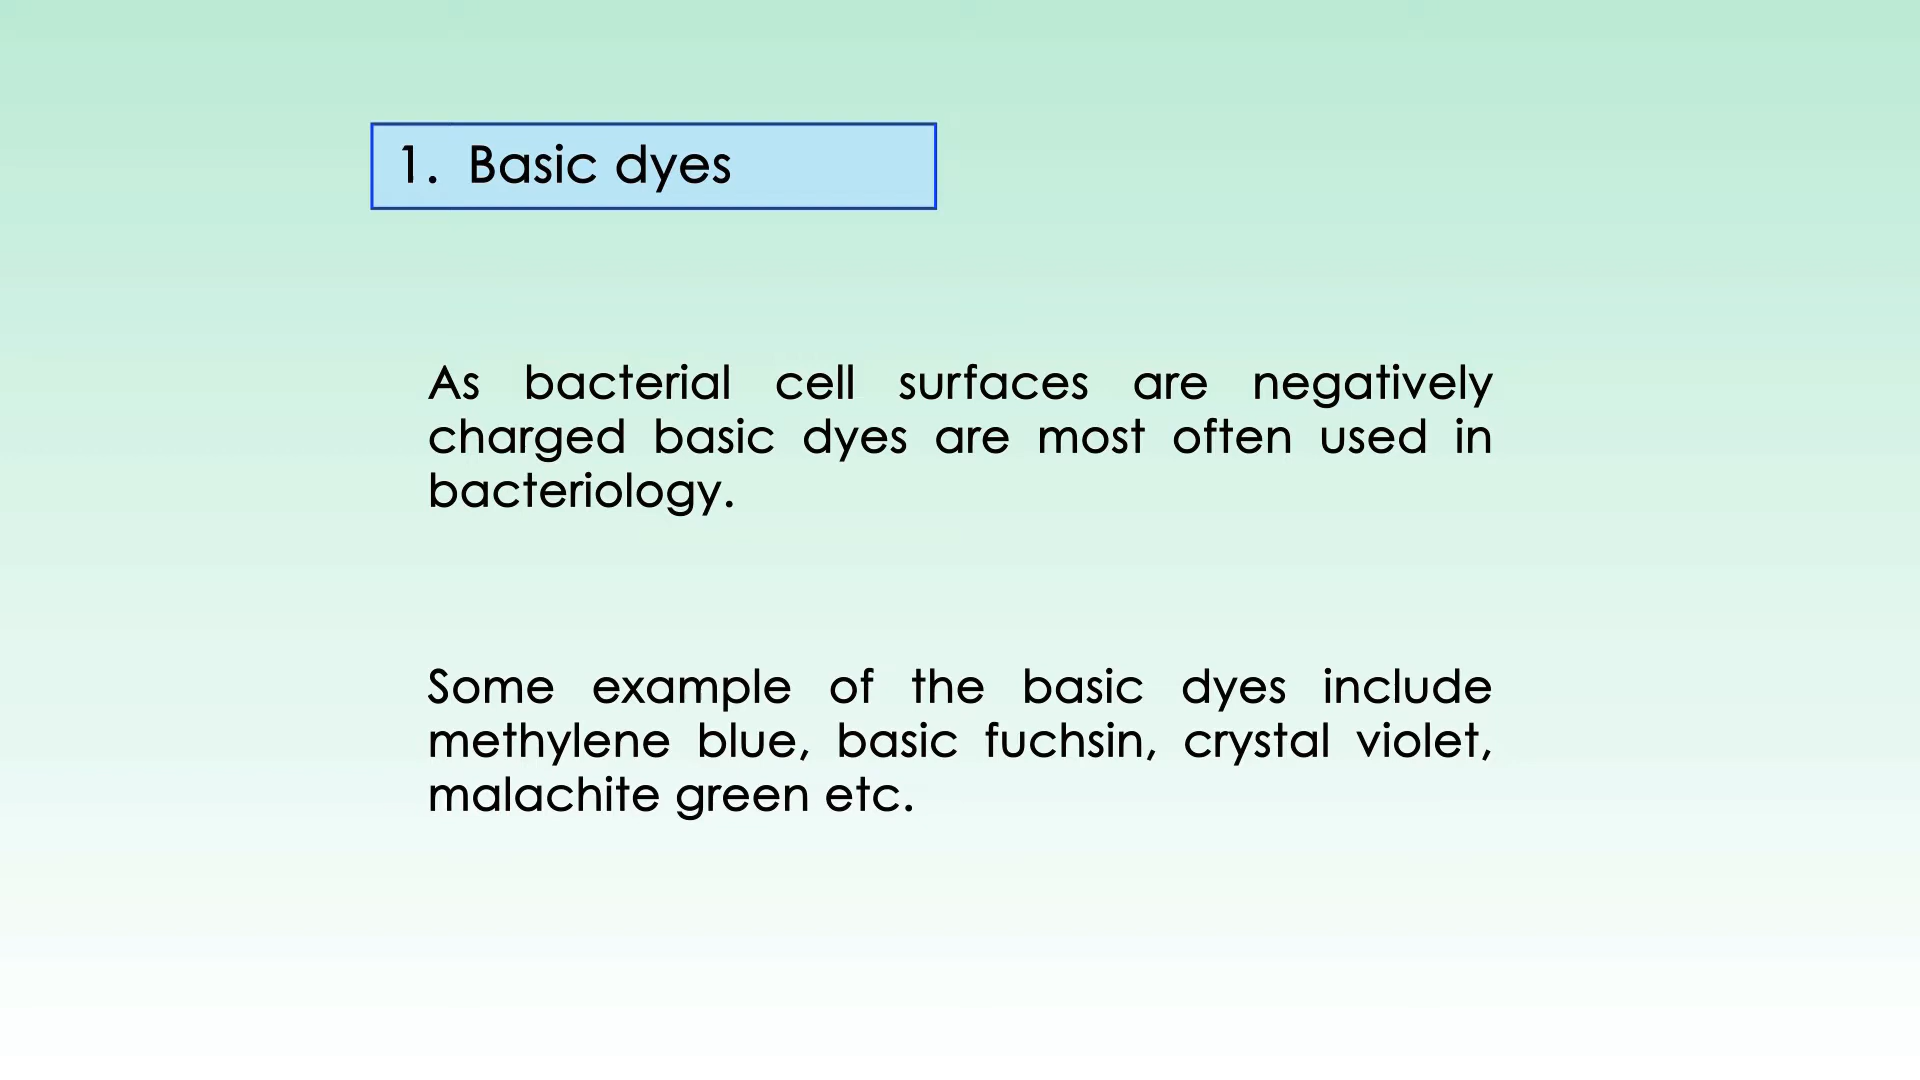 1. Basic dyes
As bacterial cell surfaces are negatively
charged basic dyes are most often used in
bacteriology.
Some example of the basic dyes include
methylene blue, basic fuchsin, crystal violet,
malachite green etc.